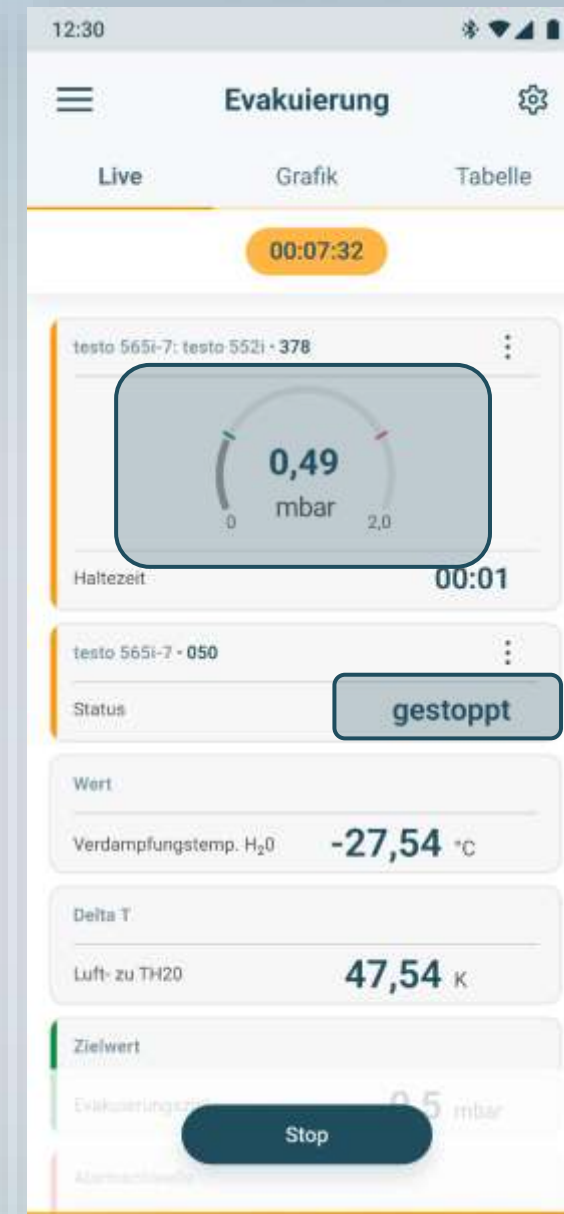 12:30
Evakuierung
Live Grafik Tabelle
00:07:32
testo 565i-7: testo 552i • 378
0,49
mbar
0 2,0
Haltezeit 00:01
testo 565i-7 • 050
Status gestoppt
Wert
Verdampfungstemp. H₂0 -27,54 °C
Delta T
Luft- zu TH20 47,54 K
Zielwert
0,5 mbar
Stop